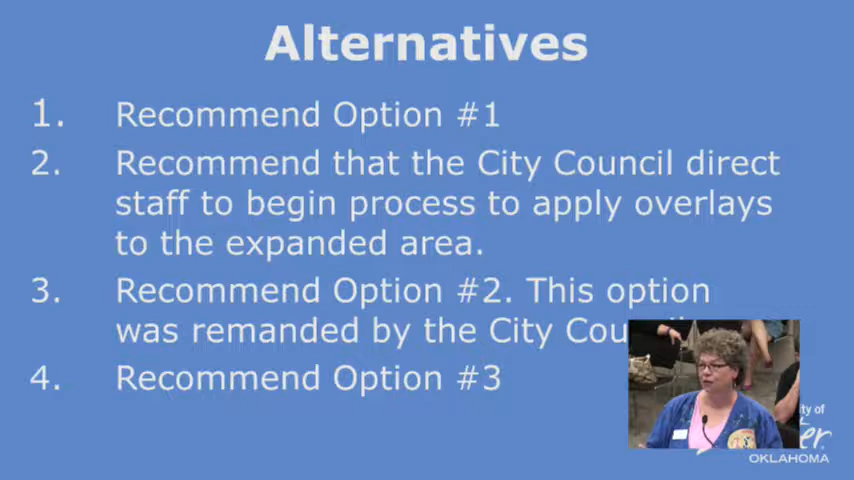 Alternatives
1. Recommend Option #1
2. Recommend that the City Council direct
staff to begin process to apply overlays
to the expanded area.
3. Recommend Option #2. This option
was remanded by the City
4. Recommend Option #3
of
OKLAHOMA